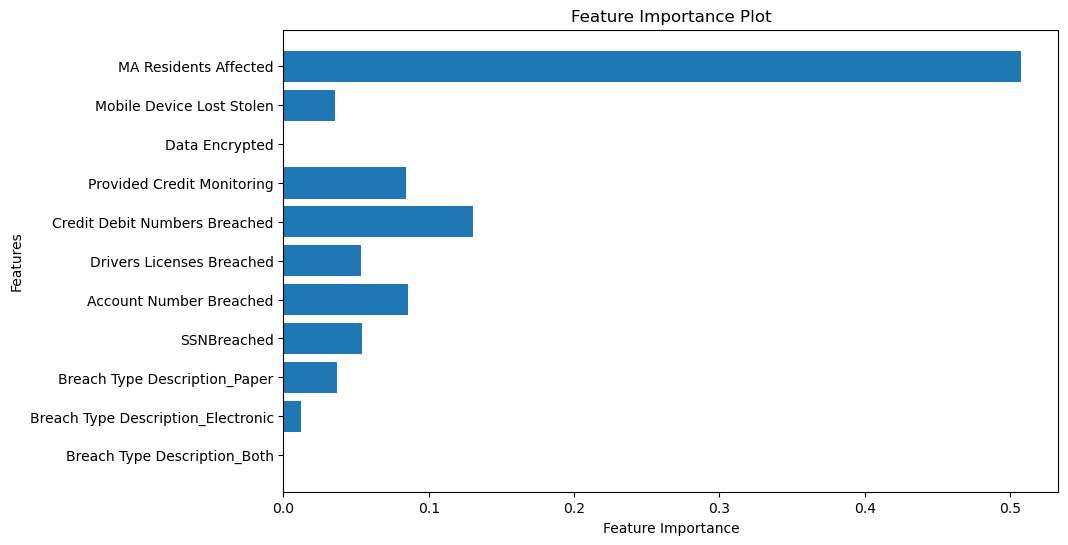 Feature Importance Plot
Features
MA Residents Affected
Mobile Device Lost Stolen
Data Encrypted
Provided Credit Monitoring
Credit Debit Numbers Breached
Drivers Licenses Breached
Account Number Breached
SSNBreached
Breach Type Description_Paper
Breach Type Description_Electronic
Breach Type Description_Both
0.0 0.1 0.2 0.3 0.4 0.5
Feature Importance